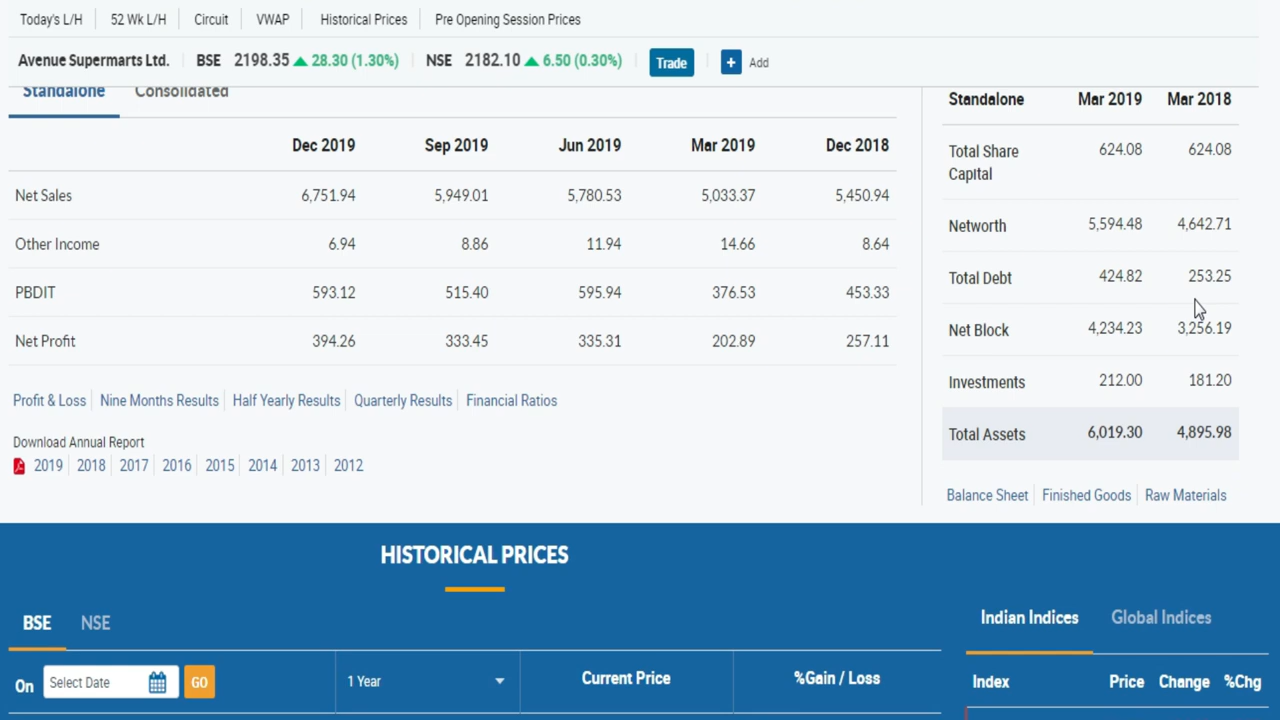 Today's L/H 52 Wk L/H Circuit VWAP Historical Prices Pre Opening Session Prices
Avenue Supermarts Ltd. BSE 2198.35 28.30 (1.30%) NSE 2182.10 6.50 (0.30%) Trade + Add
Standalone Consolidated
Dec 2019 Sep 2019 Jun 2019 Mar 2019 Dec 2018
Net Sales 6,751.94 5,949.01 5,780.53 5,033.37 5,450.94
Other Income 6.94 8.86 11.94 14.66 8.64
PBDIT 593.12 515.40 595.94 376.53 453.33
Net Profit 394.26 333.45 335.31 202.89 257.11
Profit & Loss Nine Months Results Half Yearly Results Quarterly Results Financial Ratios
Download Annual Report
2019 2018 2017 2016 2015 2014 2013 2012
Standalone Mar 2019 Mar 2018
Total Share 624.08 624.08
Capital
Networth 5,594.48 4,642.71
Total Debt 424.82 253.25
Net Block 4,234.23 3,256.19
Investments 212.00 181.20
Total Assets 6,019.30 4,895.98
Balance Sheet Finished Goods Raw Materials
HISTORICAL PRICES
BSE NSE
On Select Date GO 1 Year Current Price %Gain / Loss
Indian Indices Global Indices
Index Price Change %Chg